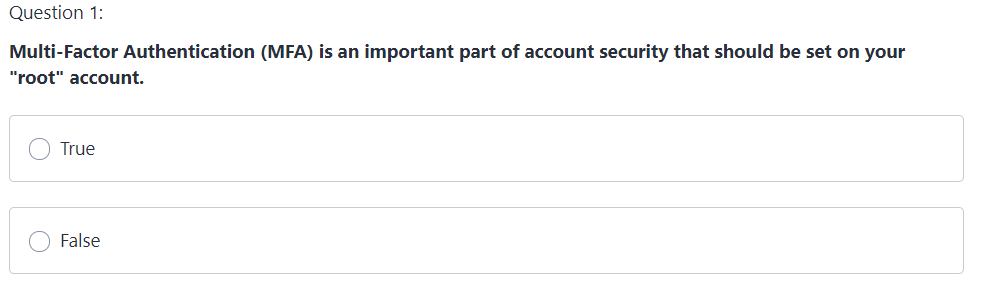 Question 1:
Multi-Factor Authentication (MFA) is an important part of account security that should be set on your
"root" account.
True
False